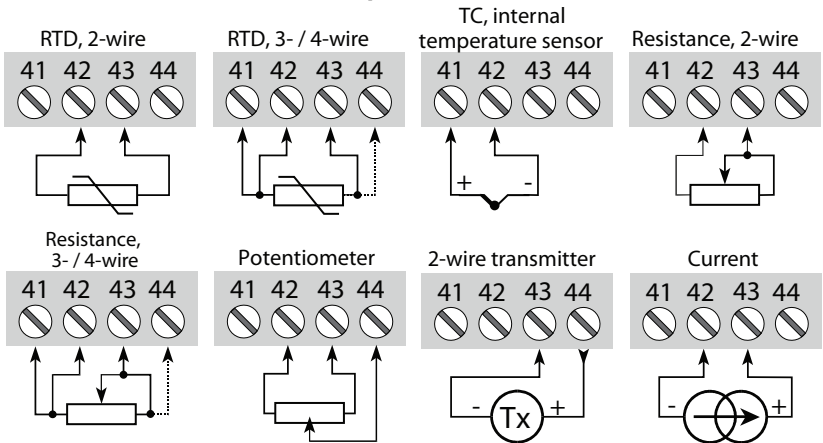 RTD, 2-wire
41 42 43 44
RTD, 3- / 4-wire
41 42 43 44
TC, internal
temperature sensor
41 42 43 44
+ -
Resistance, 2-wire
41 42 43 44
Resistance,
3- / 4-wire
41 42 43 44
Potentiometer
41 42 43 44
2-wire transmitter
41 42 43 44
- Tx +
Current
41 42 43 44
- +